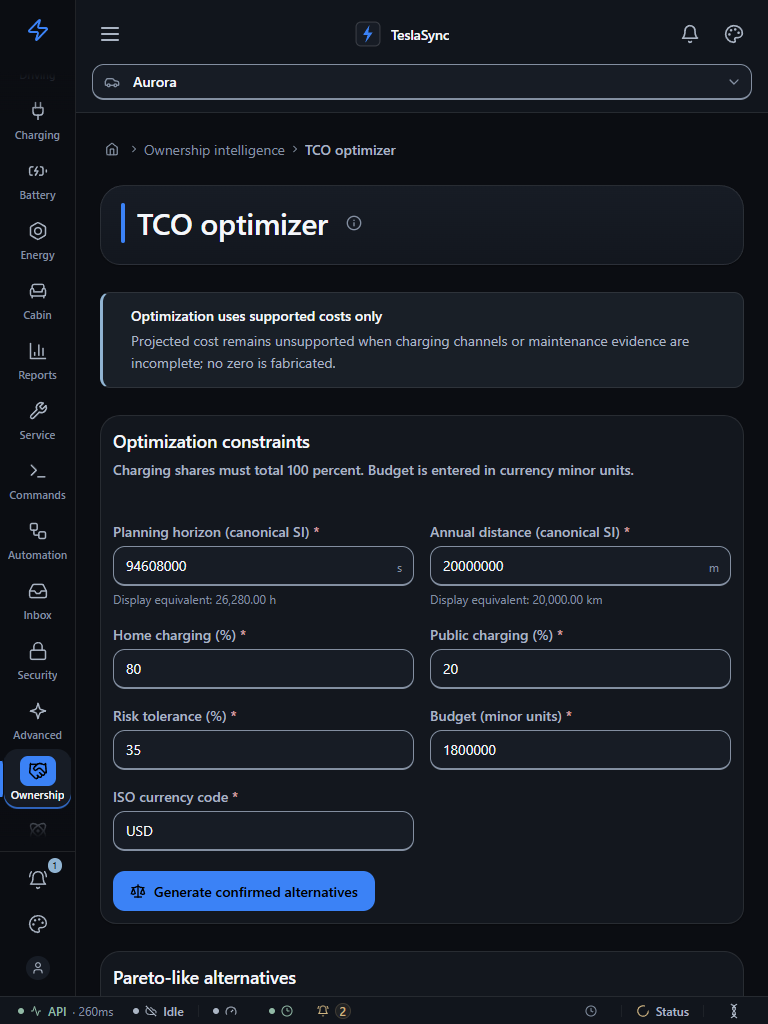 TeslaSync
Aurora
Driving
Charging
Battery
Energy
Cabin
Reports
Service
Commands
Automation
Inbox
Security
Advanced
Ownership
1
Ownership intelligence
TCO optimizer
TCO optimizer
Optimization uses supported costs only
Projected cost remains unsupported when charging channels or maintenance evidence are
incomplete; no zero is fabricated.
Optimization constraints
Charging shares must total 100 percent. Budget is entered in currency minor units.
Planning horizon (canonical SI) *
94608000 s
Display equivalent: 26,280.00 h
Annual distance (canonical SI) *
20000000 m
Display equivalent: 20,000.00 km
Home charging (%) *
80
Public charging (%) *
20
Risk tolerance (%) *
35
Budget (minor units) *
1800000
ISO currency code *
USD
Generate confirmed alternatives
Pareto-like alternatives
API · 260ms
Idle
2
Status